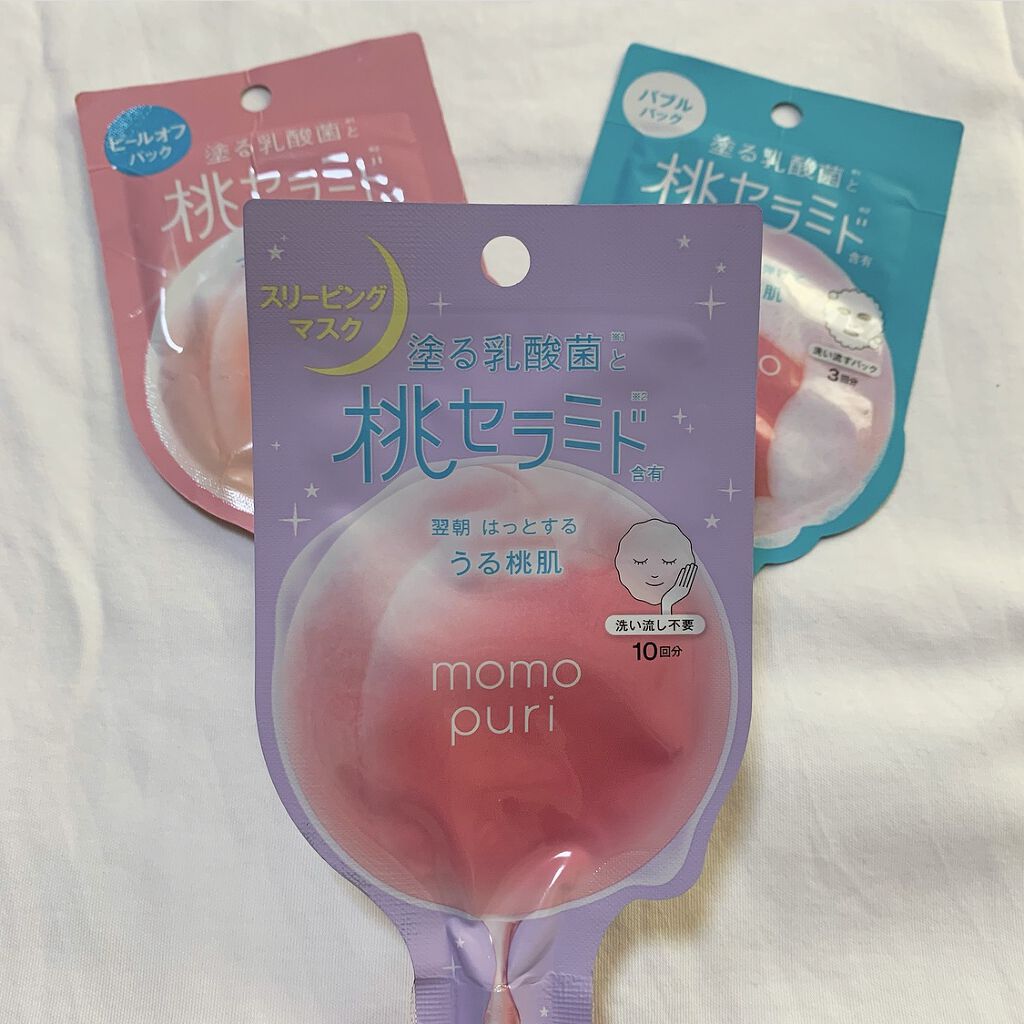 ピールオフ
パック
塗る乳酸菌と
桃セラミド
バブル
パック
塗る乳酸菌※1と
桃セラミド※2
含有
肌
洗い流すパック
3回分
スリーピング
マスク
塗る乳酸菌※1と
桃セラミド※2
含有
翌朝 はっとする
うる桃肌
洗い流し不要
10回分
momo
puri